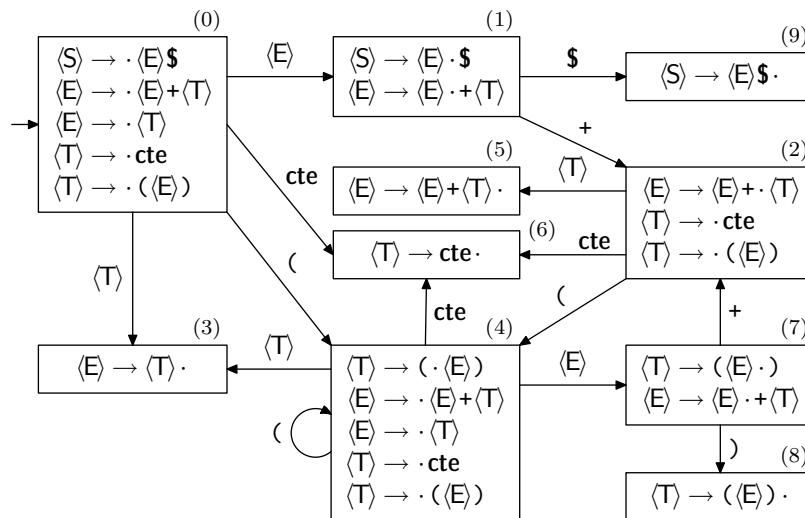 (0)
⟨S⟩ → · ⟨E⟩$
⟨E⟩ → · ⟨E⟩+⟨T⟩
⟨E⟩ → · ⟨T⟩
⟨T⟩ → · cte
⟨T⟩ → · (⟨E⟩)
⟨E⟩
(1)
⟨S⟩ → ⟨E⟩ · $
⟨E⟩ → ⟨E⟩ · +⟨T⟩
$
(9)
⟨S⟩ → ⟨E⟩$ ·
+
cte
(5)
⟨E⟩ → ⟨E⟩+⟨T⟩ ·
⟨T⟩
(2)
⟨E⟩ → ⟨E⟩+ · ⟨T⟩
⟨T⟩ → · cte
⟨T⟩ → · (⟨E⟩)
(6)
⟨T⟩ → cte ·
cte
⟨T⟩
(
cte
(
+
(3)
⟨E⟩ → ⟨T⟩ ·
⟨T⟩
(4)
⟨T⟩ → ( · ⟨E⟩)
⟨E⟩ → · ⟨E⟩+⟨T⟩
⟨E⟩ → · ⟨T⟩
⟨T⟩ → · cte
⟨T⟩ → · (⟨E⟩)
(
⟨E⟩
(7)
⟨T⟩ → (⟨E⟩ · )
⟨E⟩ → ⟨E⟩ · +⟨T⟩
)
(8)
⟨T⟩ → (⟨E⟩) ·